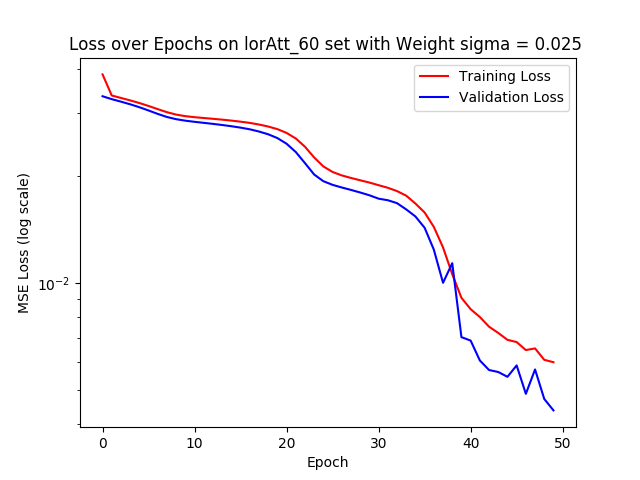 Loss over Epochs on lorAtt_60 set with Weight sigma = 0.025
Training Loss
Validation Loss
MSE Loss (log scale)
10⁻²
0 10 20 30 40 50
Epoch